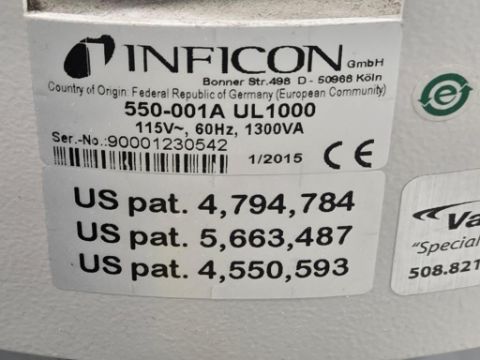 INFICON GmbH
Bonner Str.498 D - 50968 Köln
Country of Origin: Federal Republic of Germany (European Community)
550-001A UL1000
115V~, 60Hz, 1300VA
Ser.-No.:90001230542
1/2015 CE
US pat. 4,794,784
US pat. 5,663,487
US pat. 4,550,593
e
Va
"Special
508.821